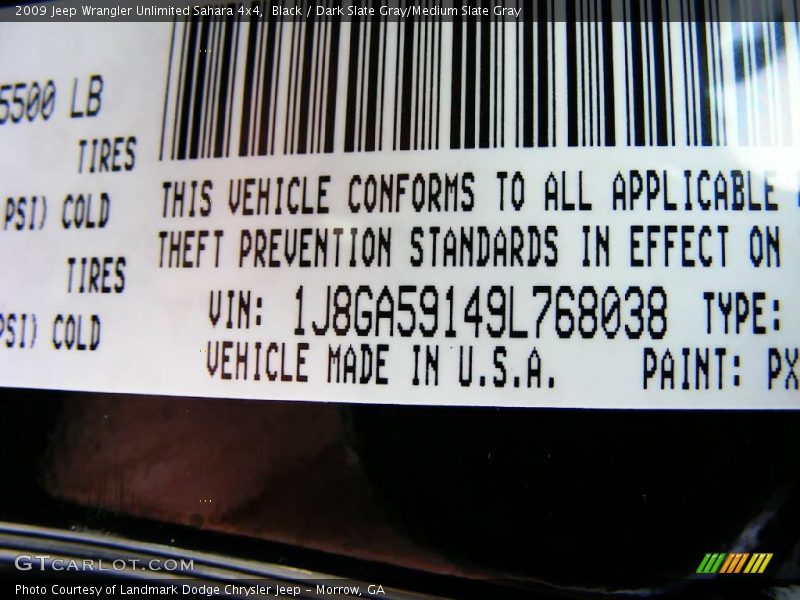 2009 Jeep Wrangler Unlimited Sahara 4x4, Black / Dark Slate Gray/Medium Slate Gray
5500 LB
TIRES
PSI) COLD
TIRES
PSI) COLD
THIS VEHICLE CONFORMS TO ALL APPLICABLE
THEFT PREVENTION STANDARDS IN EFFECT ON
VIN: 1J8GA59149L768038 TYPE:
VEHICLE MADE IN U.S.A. PAINT: PX
GTCARLOT.COM
Photo Courtesy of Landmark Dodge Chrysler Jeep - Morrow, GA